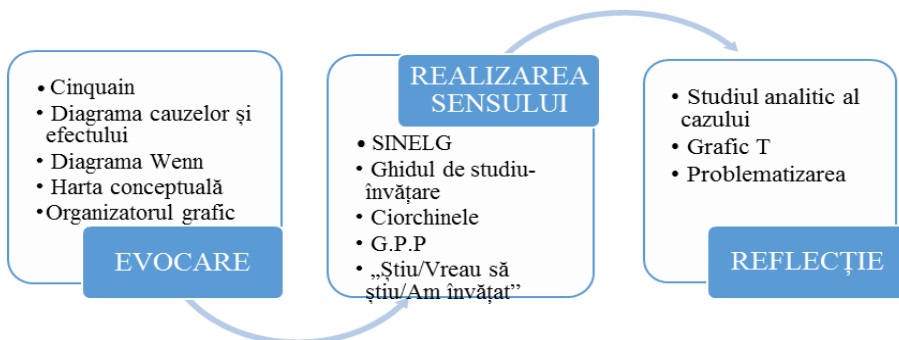 • Cinquain
• Diagrama cauzelor și
efectului
• Diagrama Wenn
• Harta conceptuală
•Organizatorul grafic
EVOCARE
REALIZAREA
SENSULUI
• SINELG
• Ghidul de studiu-
învățare
• Ciorchinele
• G.P.P
• „Știu/Vreau să
știu/Am învățat”
• Studiul analitic al
cazului
• Grafic T
• Problematizarea
REFLECȚIE